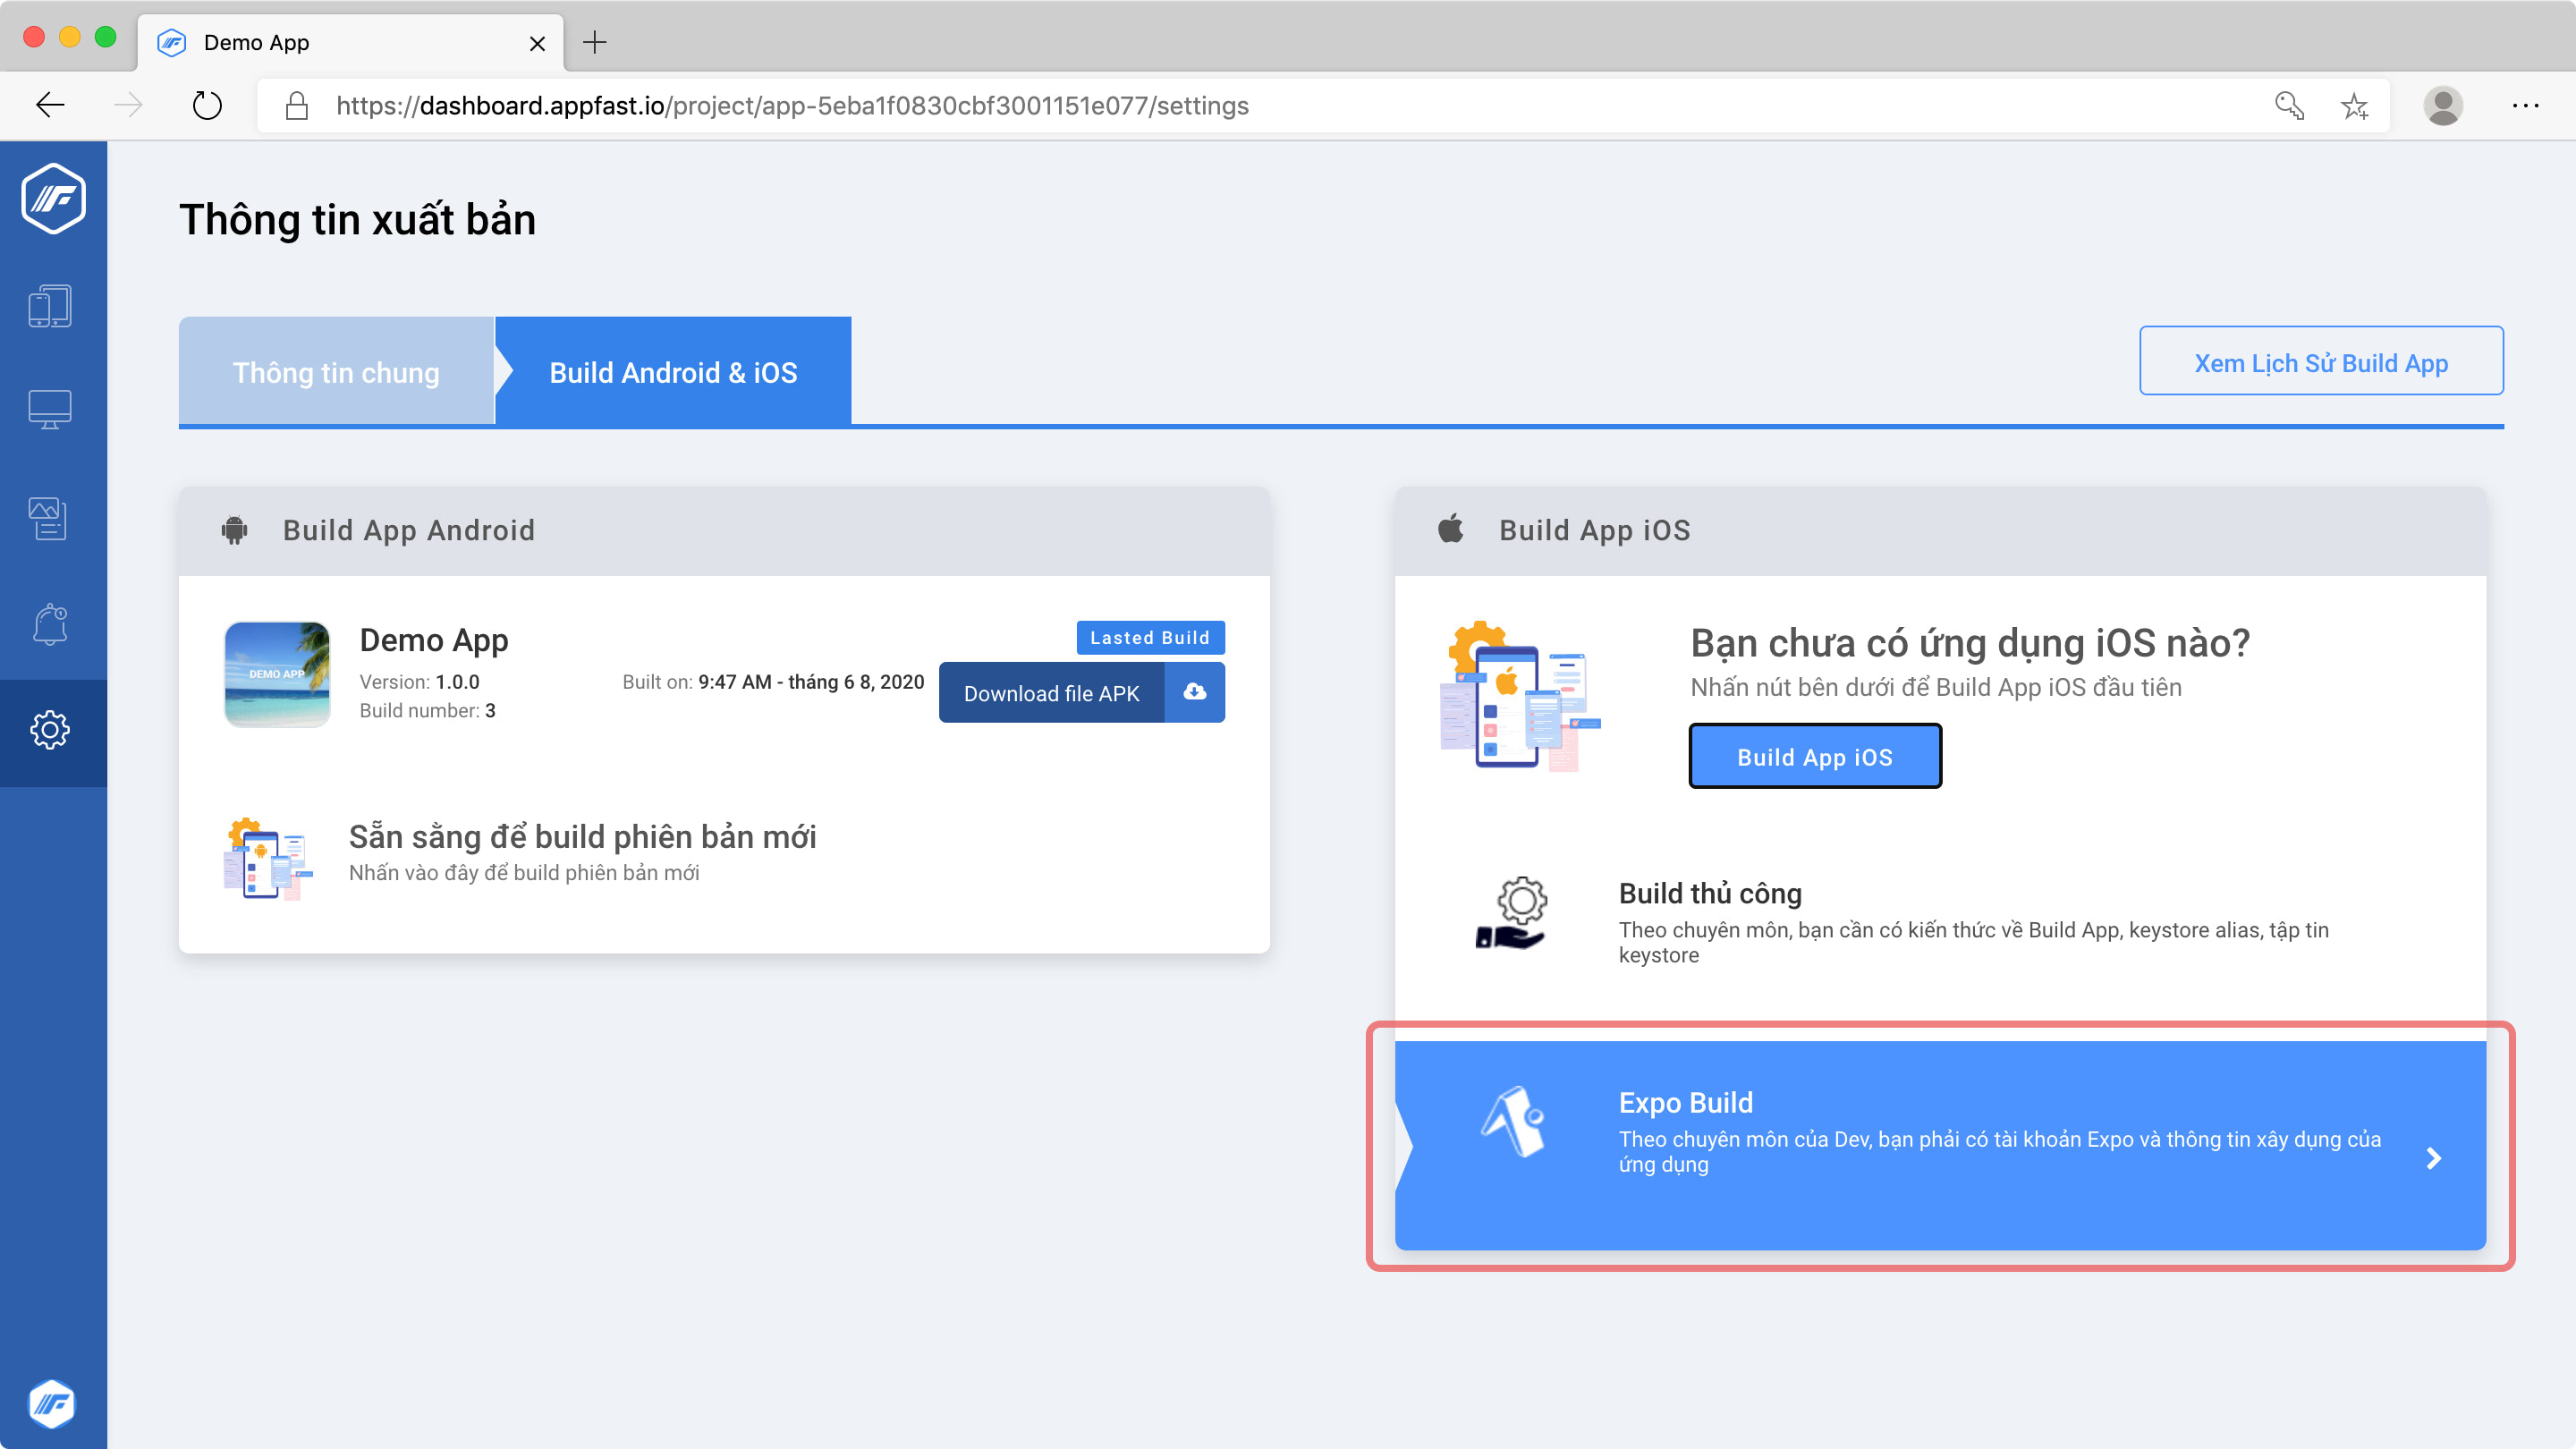 Demo App
https://dashboard.appfast.io/project/app-5eba1f0830cbf3001151e077/settings
Thông tin xuất bản
Thông tin chung
Build Android & iOS
Xem Lịch Sử Build App
Build App Android
DEMO APP
Demo App
Version: 1.0.0
Build number: 3
Built on: 9:47 AM - tháng 6 8, 2020
Lasted Build
Download file APK
Sẵn sằng để build phiên bản mới
Nhấn vào đây để build phiên bản mới
Build App iOS
Bạn chưa có ứng dụng iOS nào?
Nhấn nút bên dưới để Build App iOS đầu tiên
Build App iOS
Build thủ công
Theo chuyên môn, bạn cần có kiến thức về Build App, keystore alias, tập tin
keystore
Expo Build
Theo chuyên môn của Dev, bạn phải có tài khoản Expo và thông tin xây dụng của
ứng dụng